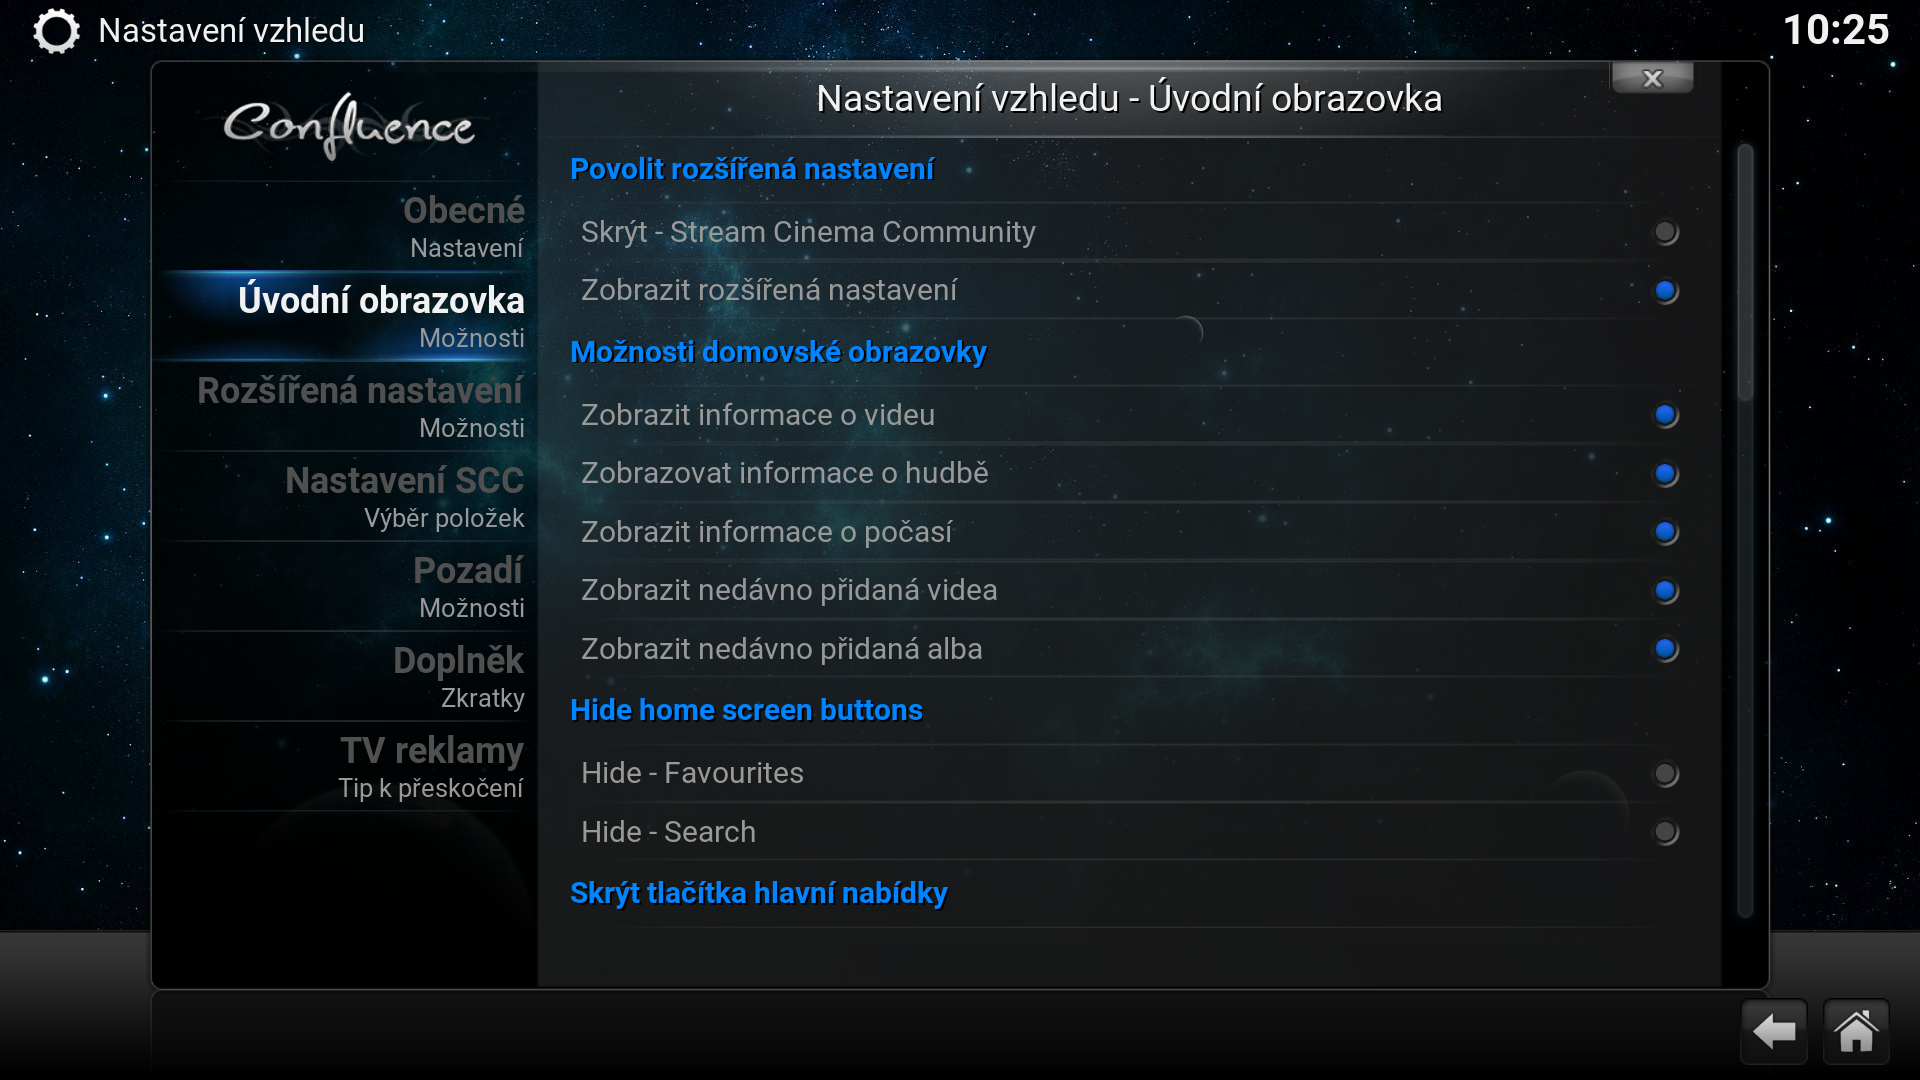 Nastavení vzhledu
10:25
Confluence
Nastavení vzhledu - Úvodní obrazovka
Obecné
Nastavení
Úvodní obrazovka
Možnosti
Rozšířená nastavení
Možnosti
Nastavení SCC
Výběr položek
Pozadí
Možnosti
Doplněk
Zkratky
TV reklamy
Tip k přeskočení
Povolit rozšířená nastavení
Skrýt - Stream Cinema Community
Zobrazit rozšířená nastavení
Možnosti domovské obrazovky
Zobrazit informace o videu
Zobrazovat informace o hudbě
Zobrazit informace o počasí
Zobrazit nedávno přidaná videa
Zobrazit nedávno přidaná alba
Hide home screen buttons
Hide - Favourites
Hide - Search
Skrýt tlačítka hlavní nabídky